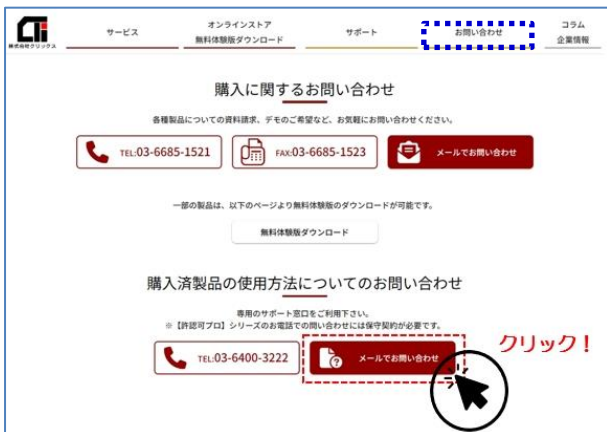 株式会社クリックス
サービス
オンラインストア
無料体験版ダウンロード
サポート
お問い合わせ
コラム
企業情報
購入に関するお問い合わせ
各種製品についての資料請求、デモのご希望など、お気軽にお問い合わせください。
TEL:03-6685-1521
FAX:03-6685-1523
メールでお問い合わせ
一部の製品は、以下のページより無料体験版のダウンロードが可能です。
無料体験版ダウンロード
購入済製品の使用方法についてのお問い合わせ
専用のサポート窓口をご利用下さい。
※【許認可プロ】シリーズのお電話での問い合わせには保守契約が必要です。
TEL:03-6400-3222
メールでお問い合わせ
クリック！